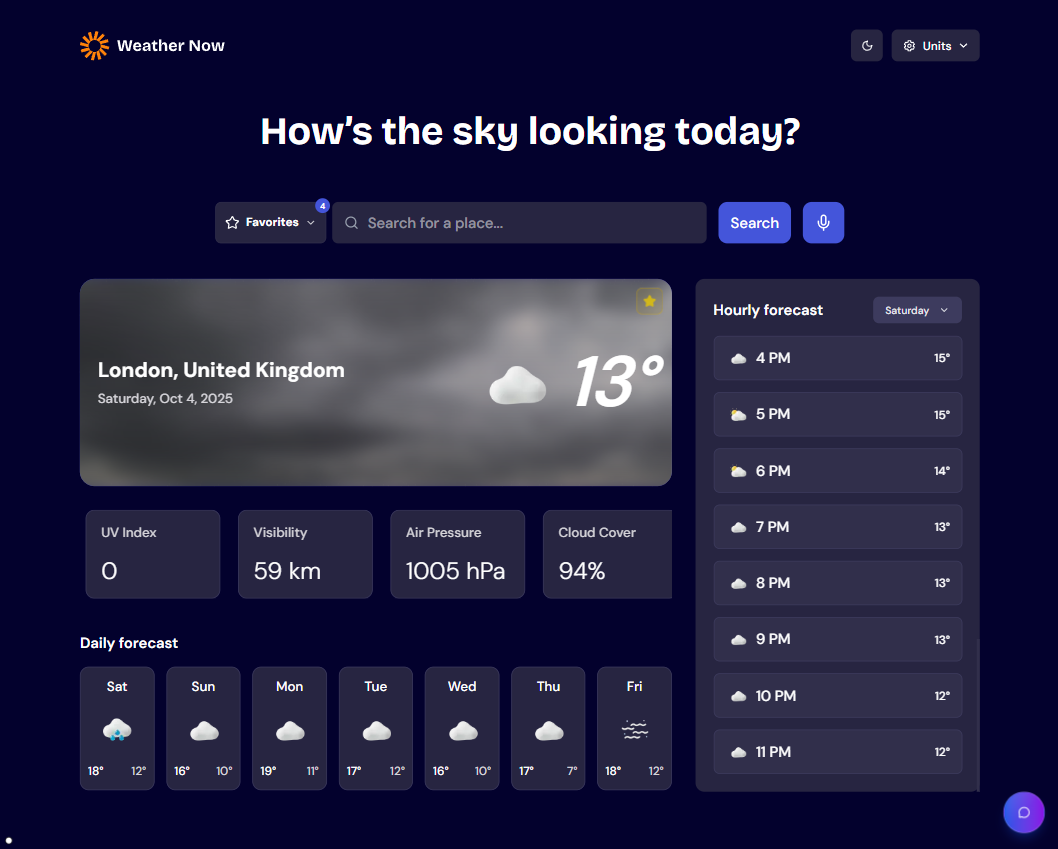 Weather Now
Units
How's the sky looking today?
Favorites
4
Search for a place...
Search
London, United Kingdom
Saturday, Oct 4, 2025
13°
UV Index
0
Visibility
59 km
Air Pressure
1005 hPa
Cloud Cover
94%
Daily forecast
Sat
18° 12°
Sun
16° 10°
Mon
19° 11°
Tue
17° 12°
Wed
16° 10°
Thu
17° 7°
Fri
18° 12°
Hourly forecast
Saturday
4 PM 15°
5 PM 15°
6 PM 14°
7 PM 13°
8 PM 13°
9 PM 13°
10 PM 12°
11 PM 12°